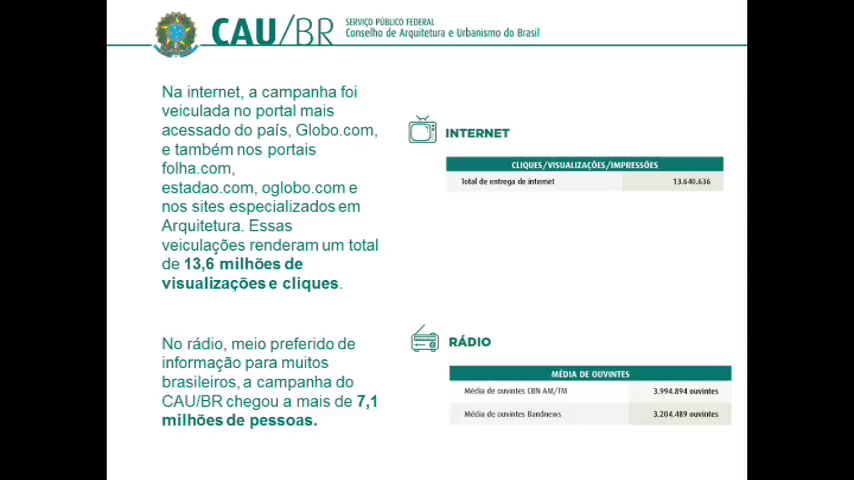 CAU/BR
SERVIÇO PÚBLICO FEDERAL
Conselho de Arquitetura e Urbanismo do Brasil
Na internet, a campanha foi
veiculada no portal mais
acessado do país, Globo.com,
e também nos portais
folha.com,
estadao.com, oglobo.com e
nos sites especializados em
Arquitetura. Essas
veiculações renderam um total
de 13,6 milhões de
visualizações e cliques.
INTERNET
CLIQUES/VISUALIZAÇÕES/IMPRESSÕES
Total de entrega de internet 13.640.636
No rádio, meio preferido de
informação para muitos
brasileiros, a campanha do
CAU/BR chegou a mais de 7,1
milhões de pessoas.
RÁDIO
MÉDIA DE OUVINTES
Média de ouvintes CBN AM/FM 3.994.894 ouvintes
Média de ouvintes Bandnews 3.204.489 ouvintes